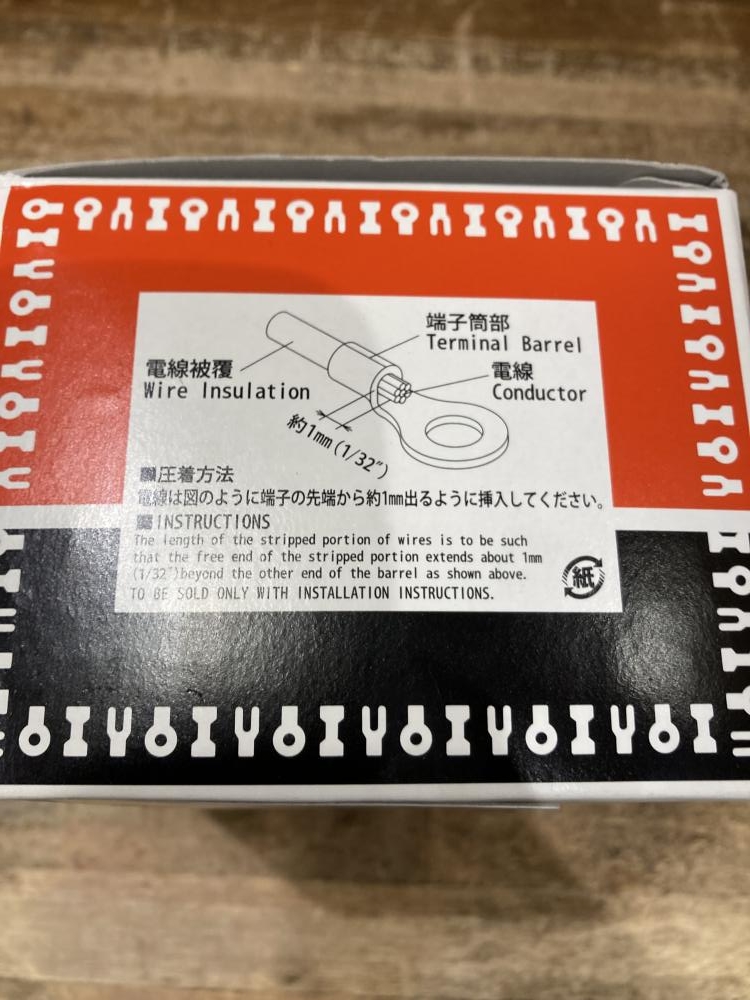 端子筒部
Terminal Barrel
電線被覆
Wire Insulation
電線
Conductor
約1mm(1/32")
■圧着方法
電線は図のように端子の先端から約1mm出るように挿入してください。
■INSTRUCTIONS
The length of the stripped portion of wires is to be such
that the free end of the stripped portion extends about 1mm
(1/32")beyond the other end of the barrel as shown above.
TO BE SOLD ONLY WITH INSTALLATION INSTRUCTIONS.
紙